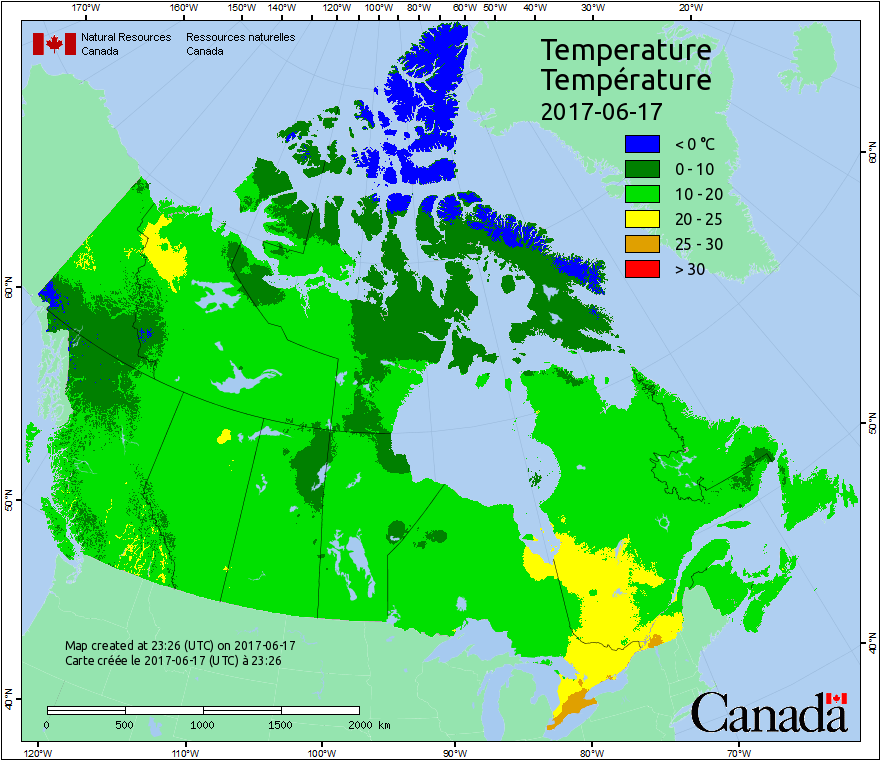 170°W 160°W 150°W 140°W 130°W 120°W 110°W 100°W 90°W 80°W 60°W 50°W 40°W 30°W 20°W
Natural Resources Ressources naturelles
Canada Canada
Temperature
Température
2017-06-17
< 0 °C
0 - 10
10 - 20
20 - 25
25 - 30
> 30
60°N
60°N
50°N
50°N
40°N
40°N
Map created at 23:26 (UTC) on 2017-06-17
Carte créée le 2017-06-17 (UTC) à 23:26
0 500 1000 1500 2000 km
Canada
120°W 110°W 100°W 90°W 80°W 70°W